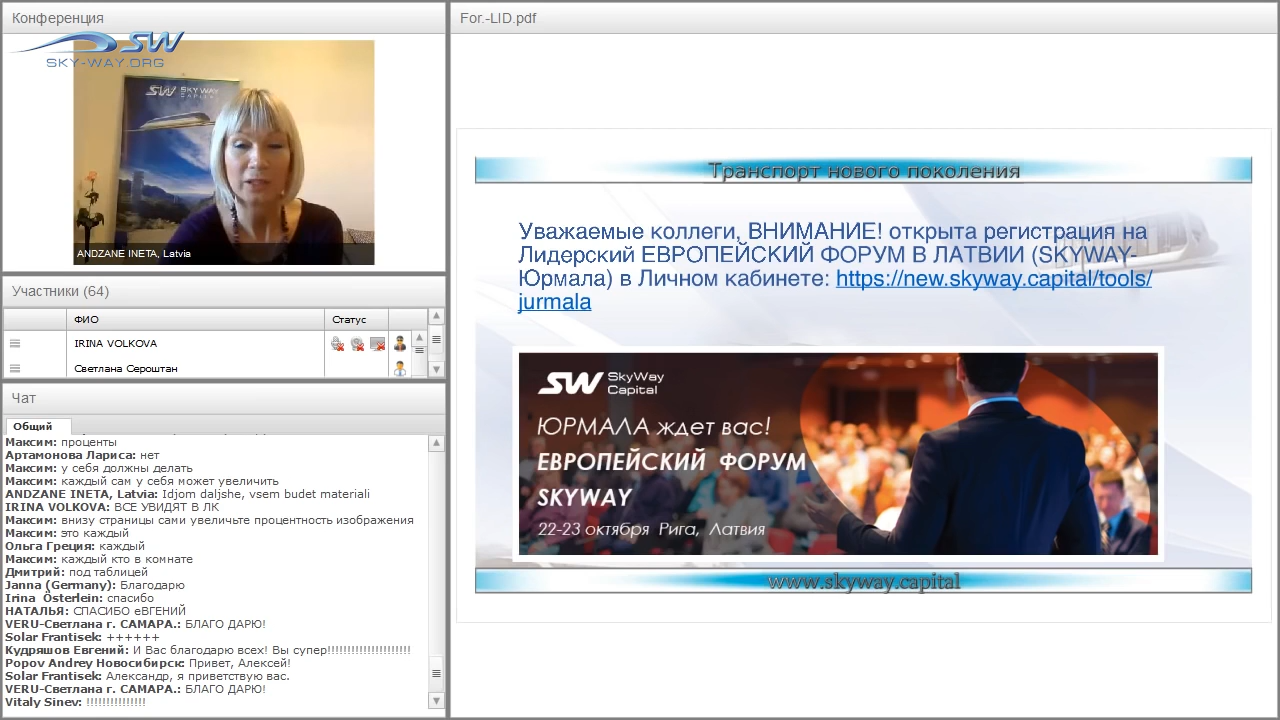 Конференция
SW
SKY-WAY.ORG
SW SKY WAY
CAPITAL
ANDZANE INETA, Latvia
Участники (64)
ФИО Статус
IRINA VOLKOVA
Светлана Сероштан
Чат
Общий
Максим: проценты
Артамонова Лариса: нет
Максим: у себя должны делать
Максим: каждый сам у себя может увеличить
ANDZANE INETA, Latvia: Idjom daljshe, vsem budet materiali
IRINA VOLKOVA: ВСЕ УВИДЯТ В ЛК
Максим: внизу страницы сами увеличьте процентность изображения
Максим: это каждый
Ольга Греция: каждый
Максим: каждый кто в комнате
Дмитрий: под таблицей
Janna (Germany): Благодарю
Irina Österlein: спасибо
НАТАЛЬЯ: СПАСИБО еВГЕНИЙ
VERU-Светлана г. САМАРА.: БЛАГО ДАРЮ!
Solar Frantisek: ++++++
Кудряшов Евгений: И Вас благодарю всех! Вы супер!!!!!!!!!!!!!!!!!!!!!
Popov Andrey Новосибирск: Привет, Алексей!
Solar Frantisek: Александр, я приветствую вас.
VERU-Светлана г. САМАРА.: БЛАГО ДАРЮ!
Vitaly Sinev: !!!!!!!!!!!!!!!
For.-LID.pdf
Транспорт нового поколения
Уважаемые коллеги, ВНИМАНИЕ! открыта регистрация на
Лидерский ЕВРОПЕЙСКИЙ ФОРУМ В ЛАТВИИ (SKYWAY-
Юрмала) в Личном кабинете: https://new.skyway.capital/tools/
jurmala
SW SkyWay
Capital
ЮРМАЛА ждет вас!
ЕВРОПЕЙСКИЙ ФОРУМ
SKYWAY
22-23 октября Рига, Латвия
www.skyway.capital